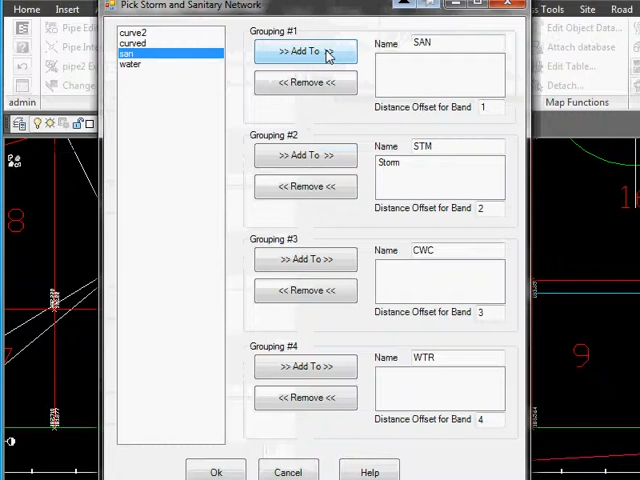 Pick Storm and Sanitary Network
Home Insert
ss Tools Site Road
Pipe Edi
Pipe E
pipe2 E
Change
admin
Edit Object Data...
Attach database
Edit Table...
Detach...
Map Functions
curve2
curved
san
water
Grouping #1
>> Add To >>
<< Remove <<
Name SAN
Distance Offset for Band 1
Grouping #2
>> Add To >>
<< Remove <<
Name STM
Storm
Distance Offset for Band 2
Grouping #3
>> Add To >>
<< Remove <<
Name CWC
Distance Offset for Band 3
Grouping #4
>> Add To >>
<< Remove <<
Name WTR
Distance Offset for Band 4
Ok Cancel Help
8
9